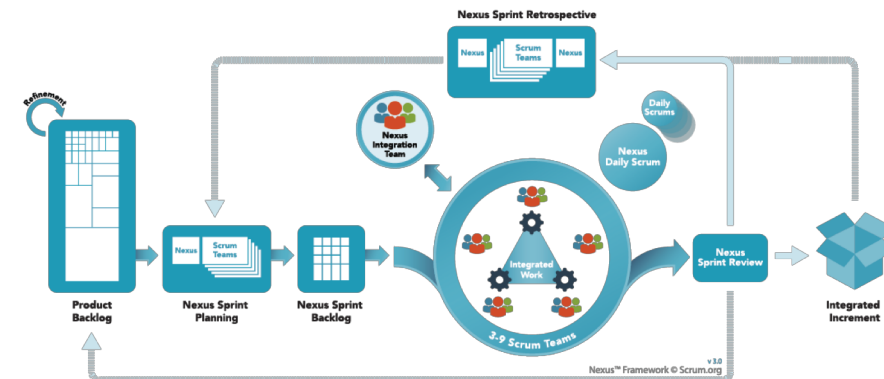 Nexus Sprint Retrospective
Nexus
Scrum
Teams
Nexus
Refinement
Nexus
Integration
Team
Daily
Scrums
Nexus
Daily Scrum
Nexus
Scrum
Teams
Integrated
Work
Nexus
Sprint Review
Product
Backlog
Nexus Sprint
Planning
Nexus Sprint
Backlog
3-9 Scrum Teams
Integrated
Increment
v 3.0
Nexus™ Framework © Scrum.org